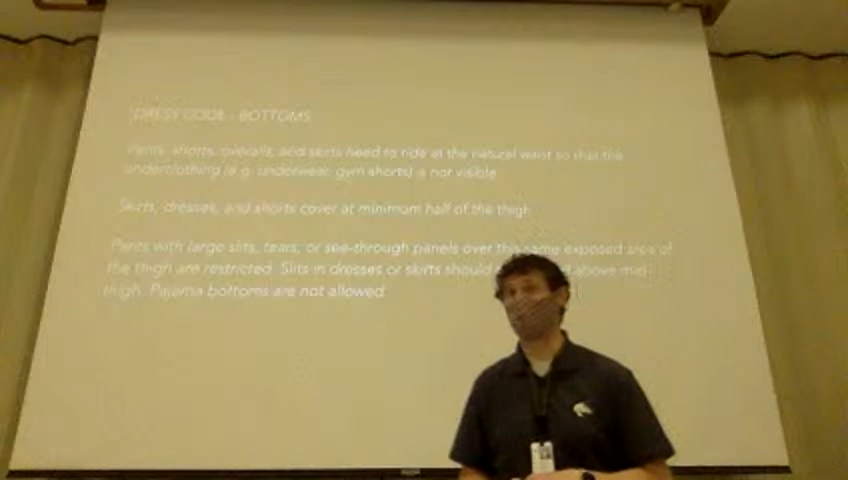 DRESS CODE - BOTTOMS
Pants, shorts, overalls, and skirts need to ride at the natural waist so that the
underclothing (e.g. underwear, gym shorts) is not visible.
Skirts, dresses, and shorts cover at minimum half of the thigh.
Pants with large slits, tears, or see-through panels over this same exposed area of
the thigh are restricted. Slits in dresses or skirts should above mid-
thigh. Pajama bottoms are not allowed.